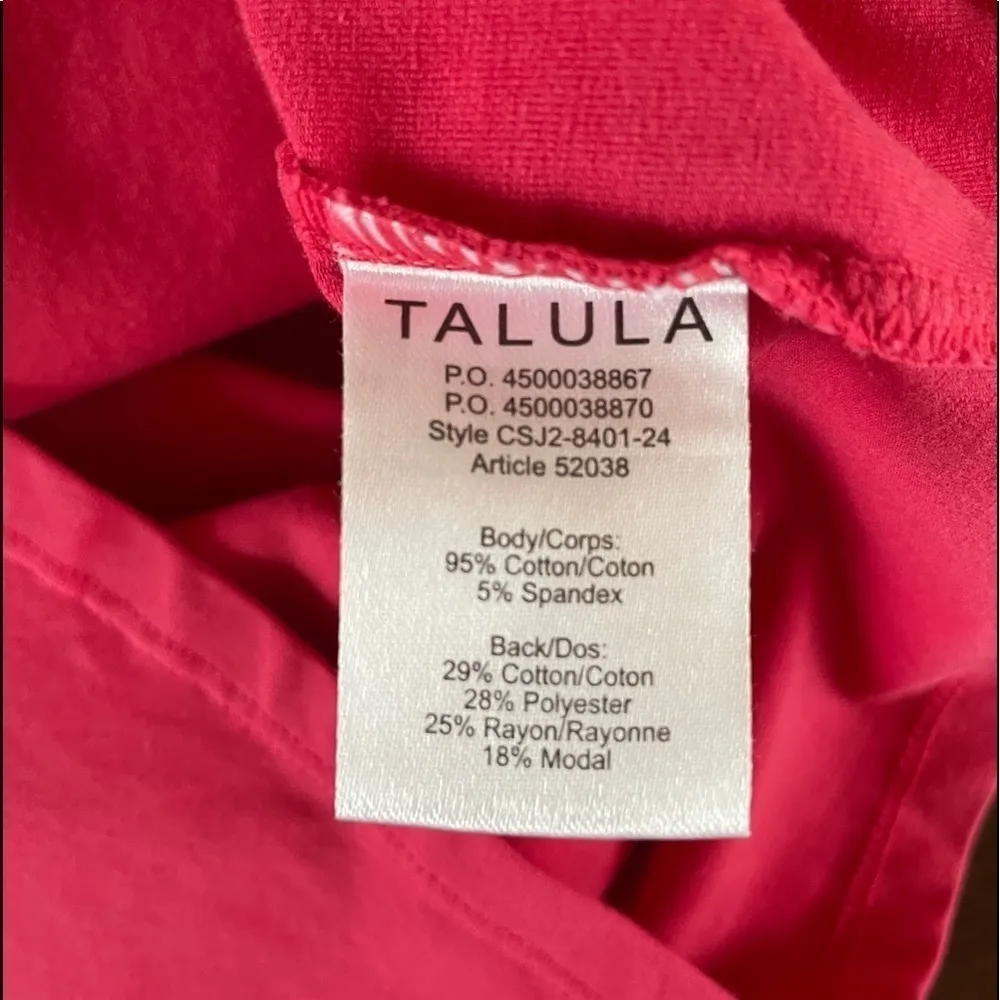 TALULA
P.O. 4500038867
P.O. 4500038870
Style CSJ2-8401-24
Article 52038
Body/Corps:
95% Cotton/Coton
5% Spandex
Back/Dos:
29% Cotton/Coton
28% Polyester
25% Rayon/Rayonne
18% Modal